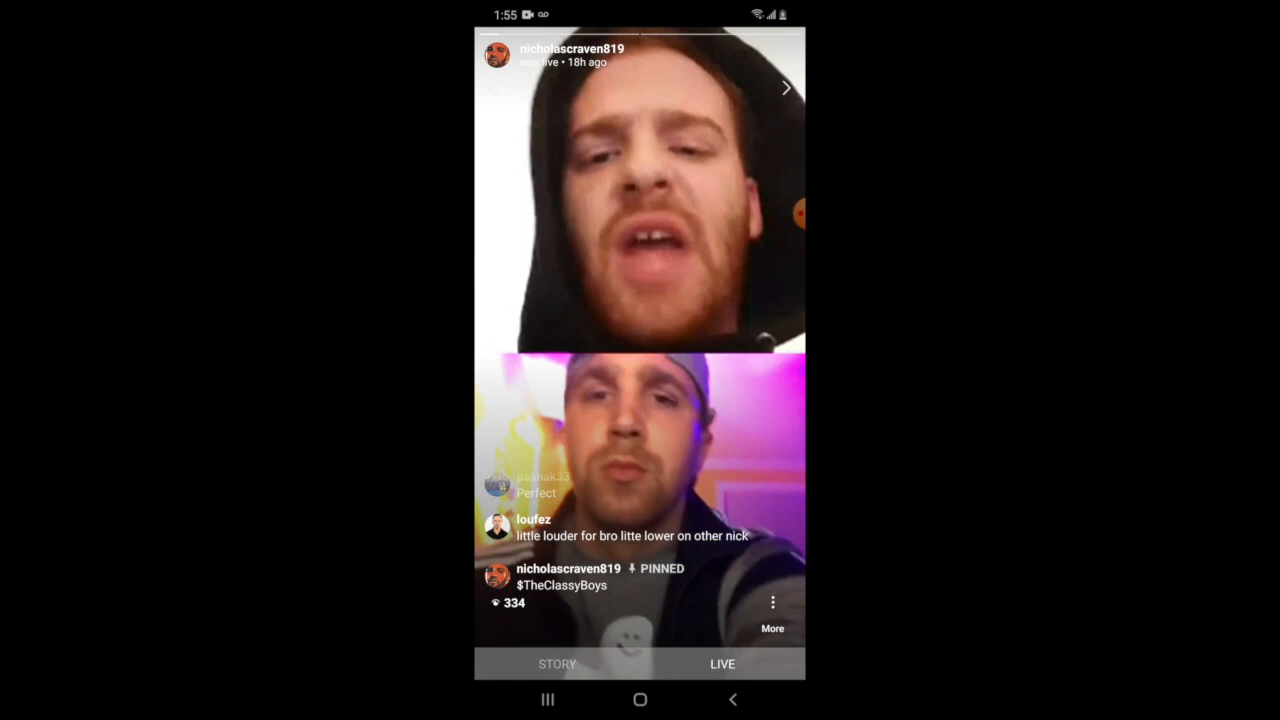 1:55
nicholascraven819
was live • 18h ago
pashak33
Perfect
loufez
little louder for bro litte lower on other nick
nicholascraven819 PINNED
$TheClassyBoys
334
More
STORY LIVE